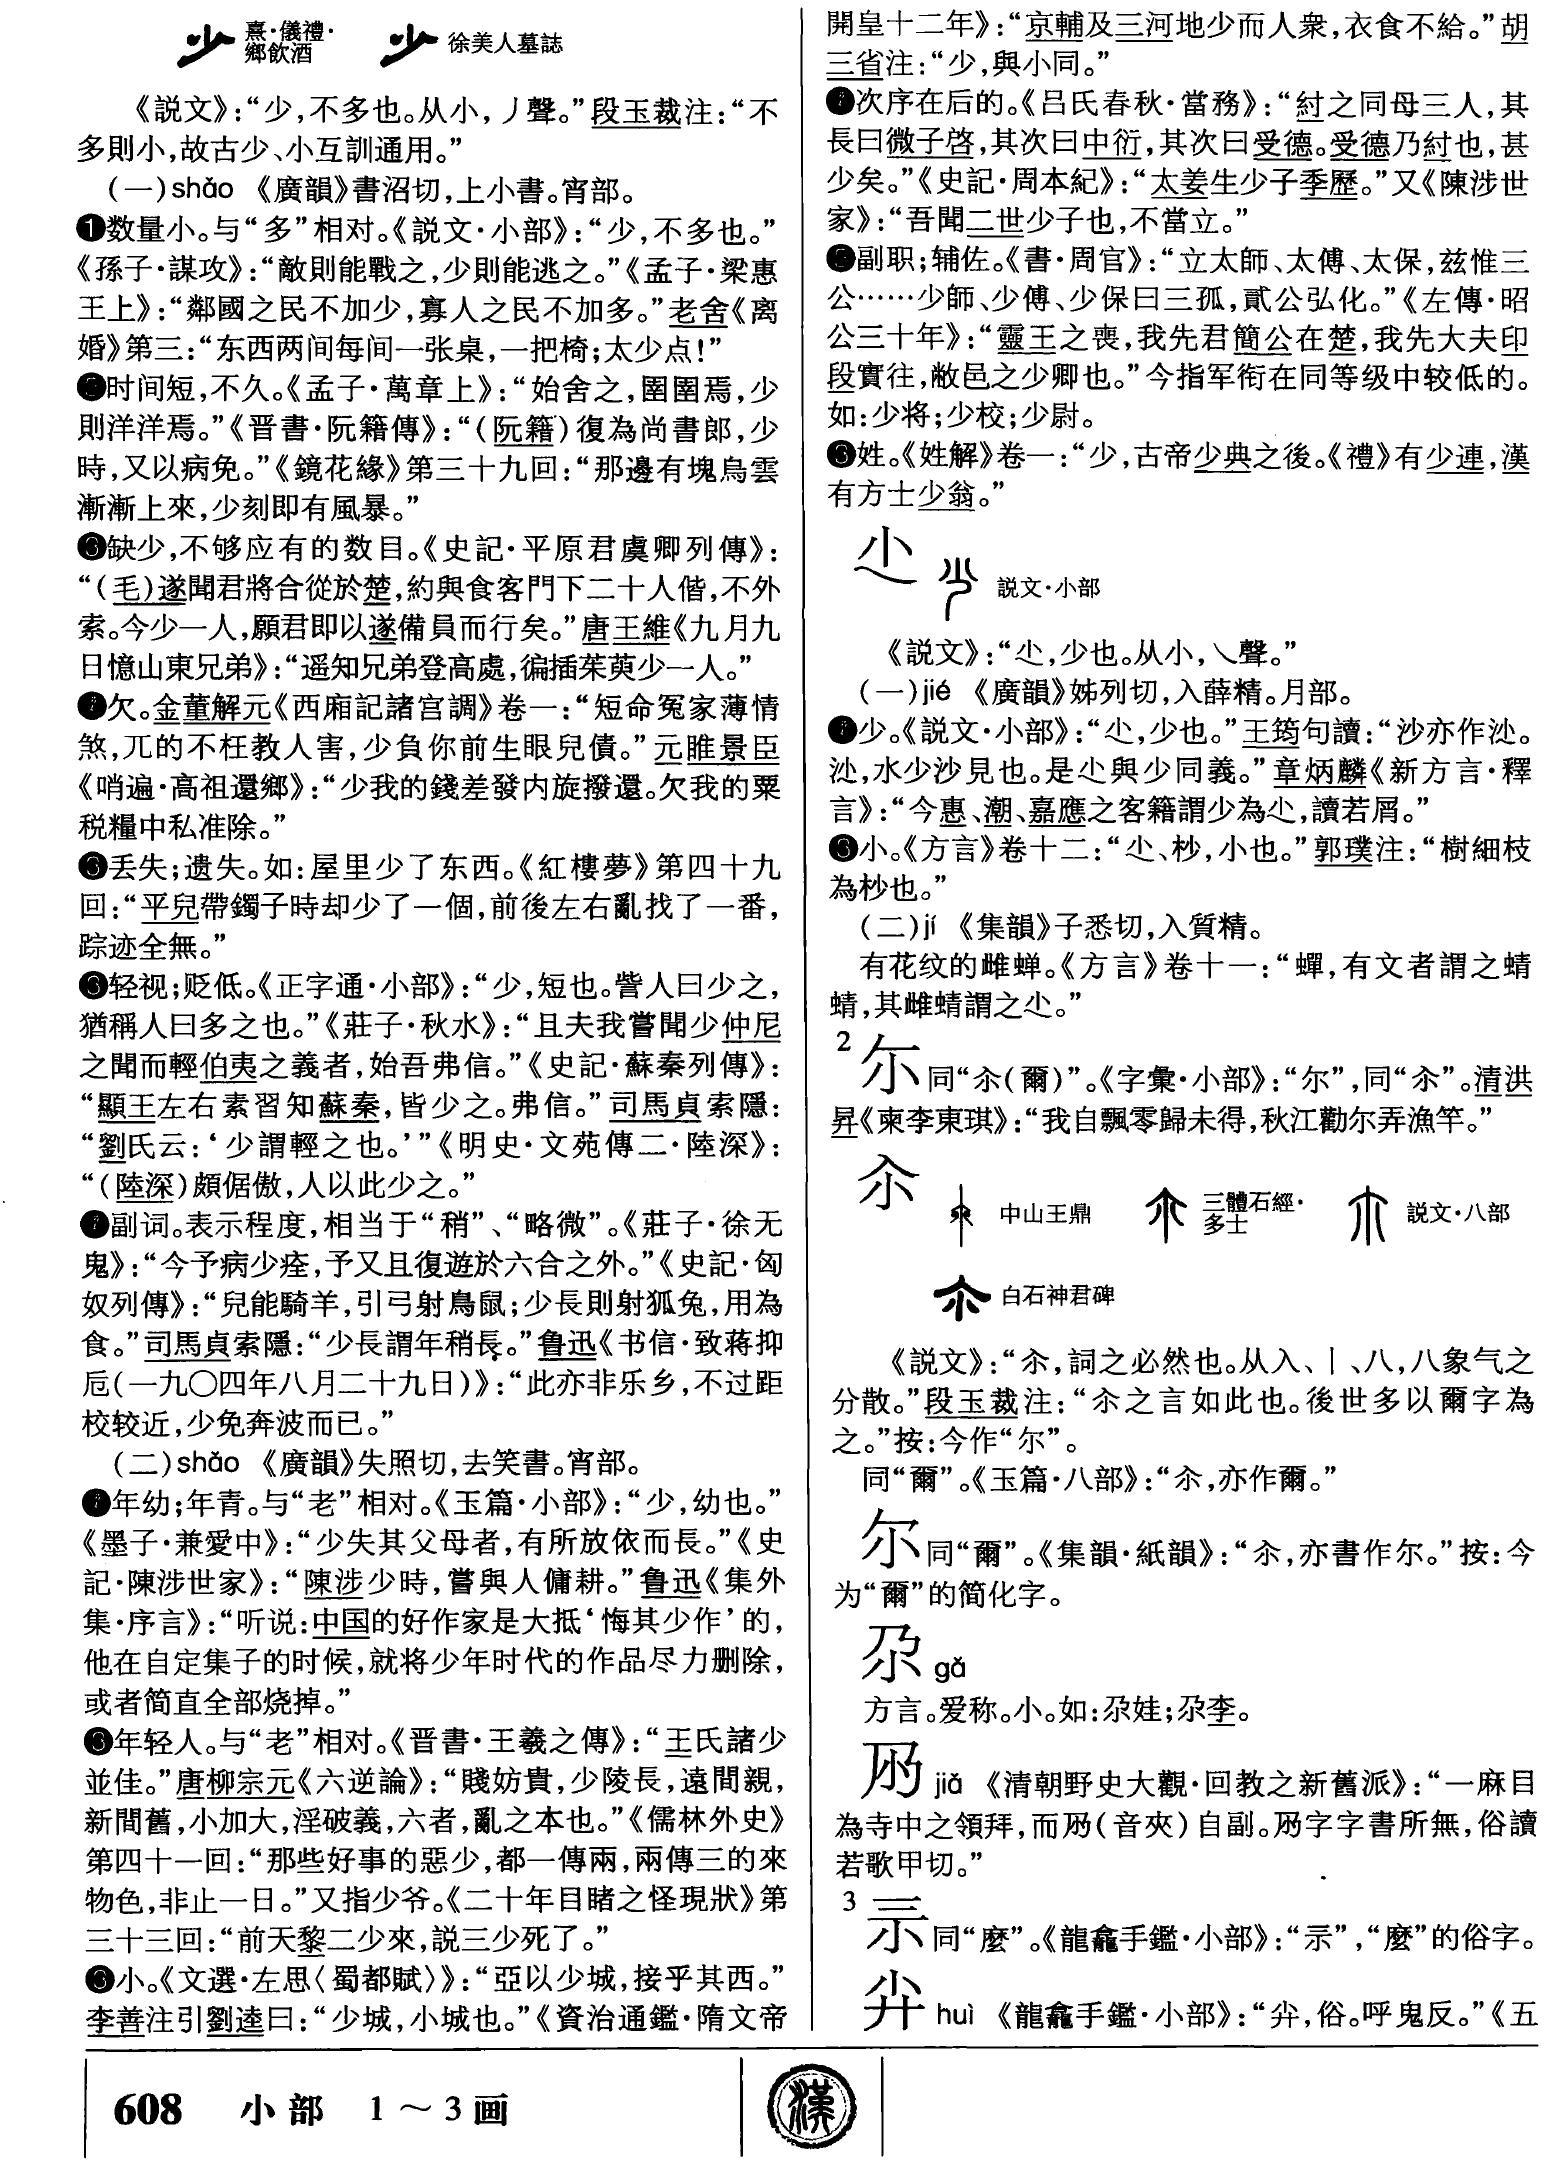 熹·儀禮·
鄉飲酒
徐美人墓誌
《説文》：“少，不多也。从小，丿聲。”段玉裁注：“不
多則小，故古少、小互訓通用。”
（一）shǎo 《廣韻》書沼切，上小書。宵部。
❶数量小。与“多”相对。《説文·小部》：“少，不多也。”
《孫子·謀攻》：“敵則能戰之，少則能逃之。”《孟子·梁惠
王上》：“鄰國之民不加少，寡人之民不加多。”老舍《离
婚》第三：“东西两间每间一张桌，一把椅；太少点！”
❷时间短，不久。《孟子·萬章上》：“始舍之，圉圉焉，少
則洋洋焉。”《晋書·阮籍傳》：“（阮籍）復為尚書郎，少
時，又以病免。”《鏡花緣》第三十九回：“那邊有塊烏雲
漸漸上來，少刻即有風暴。”
❸缺少，不够应有的数目。《史記·平原君虞卿列傳》：
“（毛）遂聞君將合從於楚，約與食客門下二十人偕，不外
索。今少一人，願君即以遂備員而行矣。”唐王維《九月九
日憶山東兄弟》：“遥知兄弟登高處，徧插茱萸少一人。”
欠。金董解元《西廂記諸宫調》卷一：“短命冤家薄情
煞，兀的不枉教人害，少負你前生眼兒債。”元睢景臣
《哨遍·高祖還鄉》：“少我的錢差發内旋撥還。欠我的粟
税糧中私准除。”
丢失；遗失。如：屋里少了东西。《紅樓夢》第四十九
回：“平兒帶鐲子時却少了一個，前後左右亂找了一番，
踪迹全無。”
轻视；贬低。《正字通·小部》：“少，短也。訾人曰少之，
猶稱人曰多之也。”《莊子·秋水》：“且夫我嘗聞少仲尼
之聞而輕伯夷之義者，始吾弗信。”《史記·蘇秦列傳》：
“顯王左右素習知蘇秦，皆少之。弗信。”司馬貞索隱：
“劉氏云：‘少謂輕之也。’”《明史·文苑傳二·陸深》：
“（陸深）頗倨傲，人以此少之。”
副词。表示程度，相当于“稍”、“略微”。《莊子·徐无
鬼》：“今予病少痊，予又且復遊於六合之外。”《史記·匈
奴列傳》：“兒能騎羊，引弓射鳥鼠；少長則射狐兔，用為
食。”司馬貞索隱：“少長謂年稍長。”鲁迅《书信·致蒋抑
卮（一九〇四年八月二十九日）》：“此亦非乐乡，不过距
校较近，少免奔波而已。”
（二）shào 《廣韻》失照切，去笑書。宵部。
年幼；年青。与“老”相对。《玉篇·小部》：“少，幼也。”
《墨子·兼愛中》：“少失其父母者，有所放依而長。”《史
記·陳涉世家》：“陳涉少時，嘗與人傭耕。”鲁迅《集外
集·序言》：“听说：中国的好作家是大抵‘悔其少作’的，
他在自定集子的时候，就将少年时代的作品尽力删除，
或者简直全部烧掉。”
年轻人。与“老”相对。《晋書·王羲之傳》：“王氏諸少
並佳。”唐柳宗元《六逆論》：“賤妨貴，少陵長，遠間親，
新間舊，小加大，淫破義，六者，亂之本也。”《儒林外史》
第四十一回：“那些好事的惡少，都一傳兩，兩傳三的來
物色，非止一日。”又指少爷。《二十年目睹之怪現狀》第
三十三回：“前天黎二少來，説三少死了。”
❸小。《文選·左思〈蜀都賦〉》：“亞以少城，接乎其西。”
李善注引劉逵曰：“少城，小城也。”《資治通鑑·隋文帝
開皇十二年》：“京輔及三河地少而人衆，衣食不給。”胡
三省注：“少，與小同。”
次序在后的。《吕氏春秋·當務》：“紂之同母三人，其
長曰微子啓，其次曰中衍，其次曰受德。受德乃紂也，甚
少矣。”《史記·周本紀》：“太姜生少子季歷。”又《陳涉世
家》：“吾聞二世少子也，不當立。”
副职；辅佐。《書·周官》：“立太師、太傅、太保，兹惟三
公……少師、少傅、少保曰三孤，貳公弘化。”《左傳·昭
公三十年》：“靈王之喪，我先君簡公在楚，我先大夫印
段實往，敝邑之少卿也。”今指军衔在同等级中较低的。
如：少将；少校；少尉。
姓。《姓解》卷一：“少，古帝少典之後。《禮》有少連，漢
有方士少翁。”
尐 説文·小部
《説文》：“尐，少也。从小，乀聲。”
（一）jié 《廣韻》姊列切，入薛精。月部。
少。《説文·小部》：“尐，少也。”王筠句讀：“沙亦作沊。
沊，水少沙見也。是尐與少同義。”章炳麟《新方言·釋
言》：“今惠、潮、嘉應之客籍謂少為尐，讀若屑。”
小。《方言》卷十二：“尐、杪，小也。”郭璞注：“樹細枝
為杪也。”
（二）jí 《集韻》子悉切，入質精。
有花纹的雌蝉。《方言》卷十一：“蟬，有文者謂之蜻
蜻，其雌蜻謂之尐。”
2 尓 同“尒（爾）”。《字彙·小部》：“尔”，同“尒”。清洪
昇《柬李東琪》：“我自飄零歸未得，秋江勸尔弄漁竿。”
尒 中山王鼎 三體石經·
多士 説文·八部
白石神君碑
《説文》：“尒，詞之必然也。从入、丨、八，八象气之
分散。”段玉裁注：“尒之言如此也。後世多以爾字為
之。”按：今作“尔”。
同“爾”。《玉篇·八部》：“尒，亦作爾。”
尔 同“爾”。《集韻·紙韻》：“尒，亦書作尔。”按：今
为“爾”的简化字。
尕 gǎ
方言。爱称。小。如：尕娃；尕李。
jiǎ 《清朝野史大觀·回教之新舊派》：“一麻目
為寺中之領拜，而（音夾）自副。字字書所無，俗讀
若歌甲切。”
3 同“麼”。《龍龕手鑑·小部》：“”，“麼”的俗字。
huì 《龍龕手鑑·小部》：“，俗。呼鬼反。”《五
608 小部 1～3画
漢